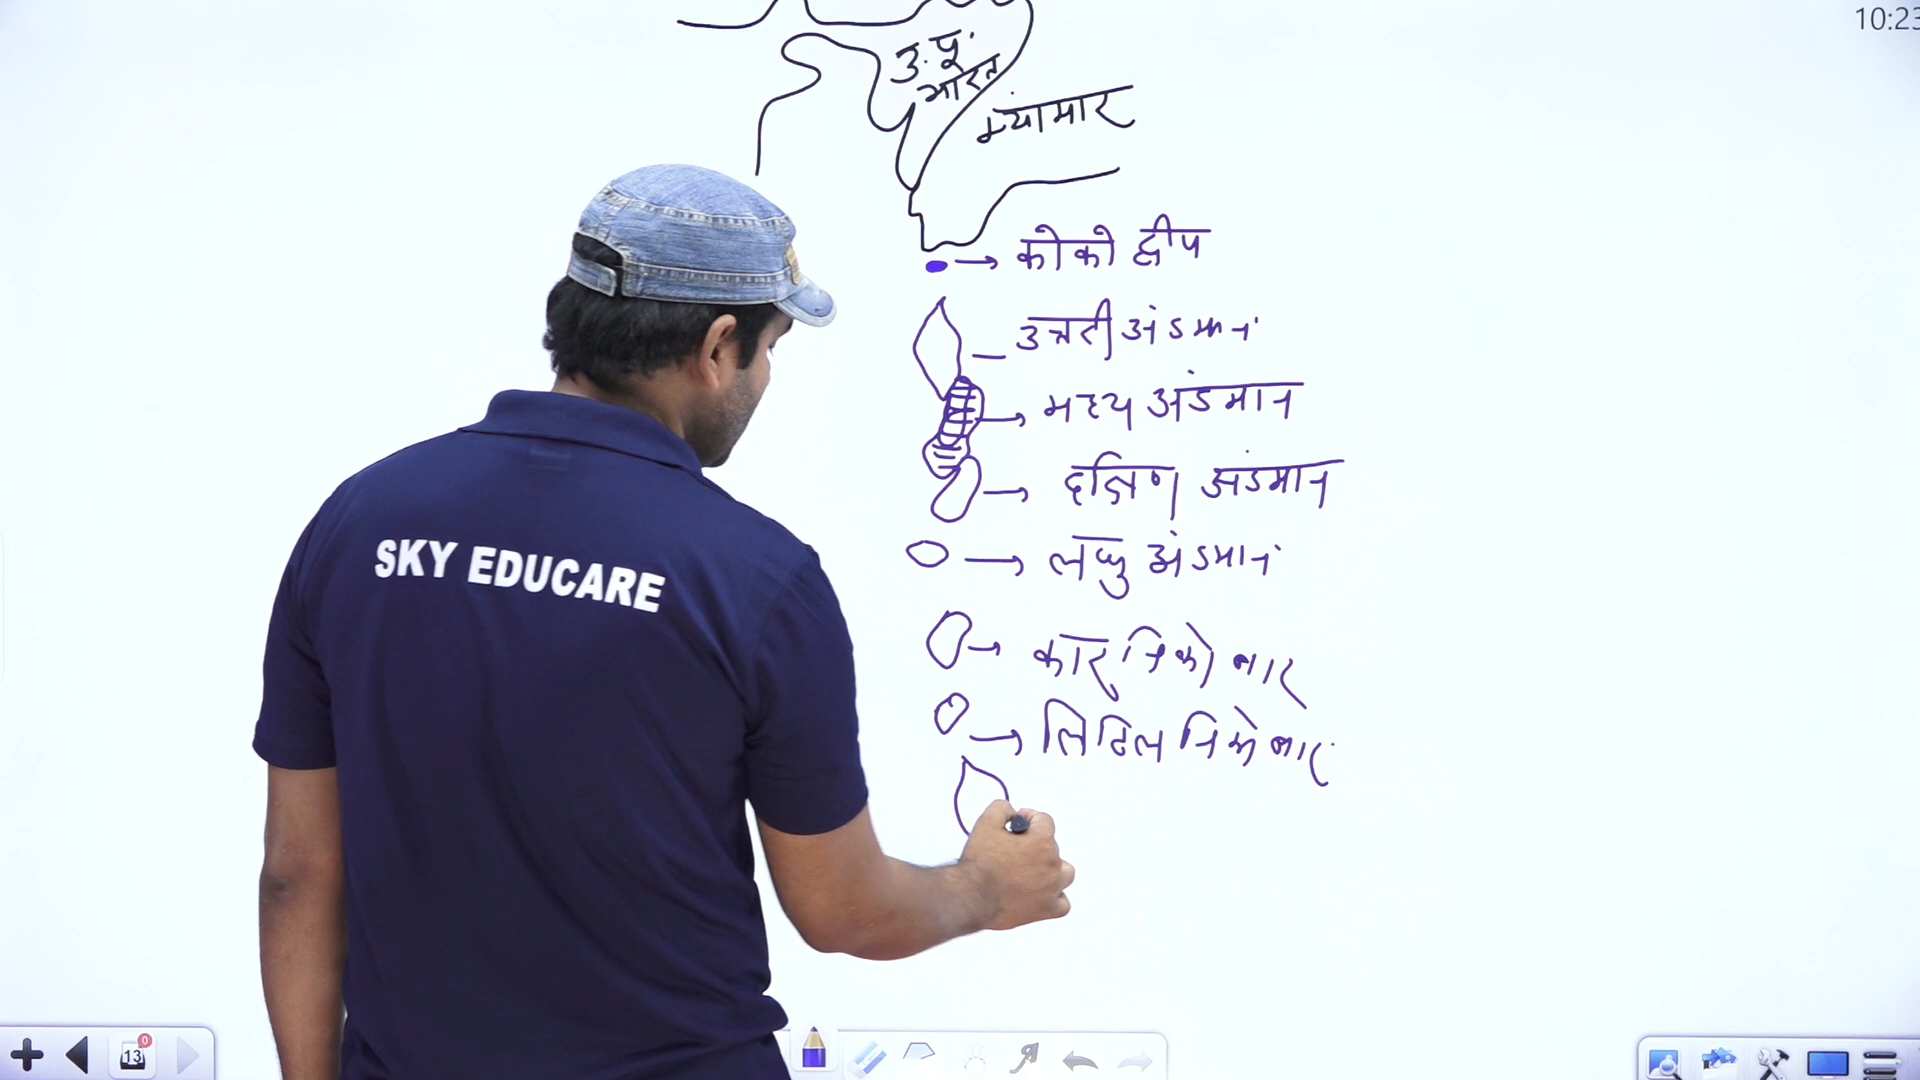 10:23
उ. पू.
भारत
म्यांमार
कोको द्वीप
उत्तरी अंडमान
मध्य अंडमान
दक्षिण अंडमान
लघु अंडमान
कार निकोबार
लिटिल निकोबार
SKY EDUCARE
13
0